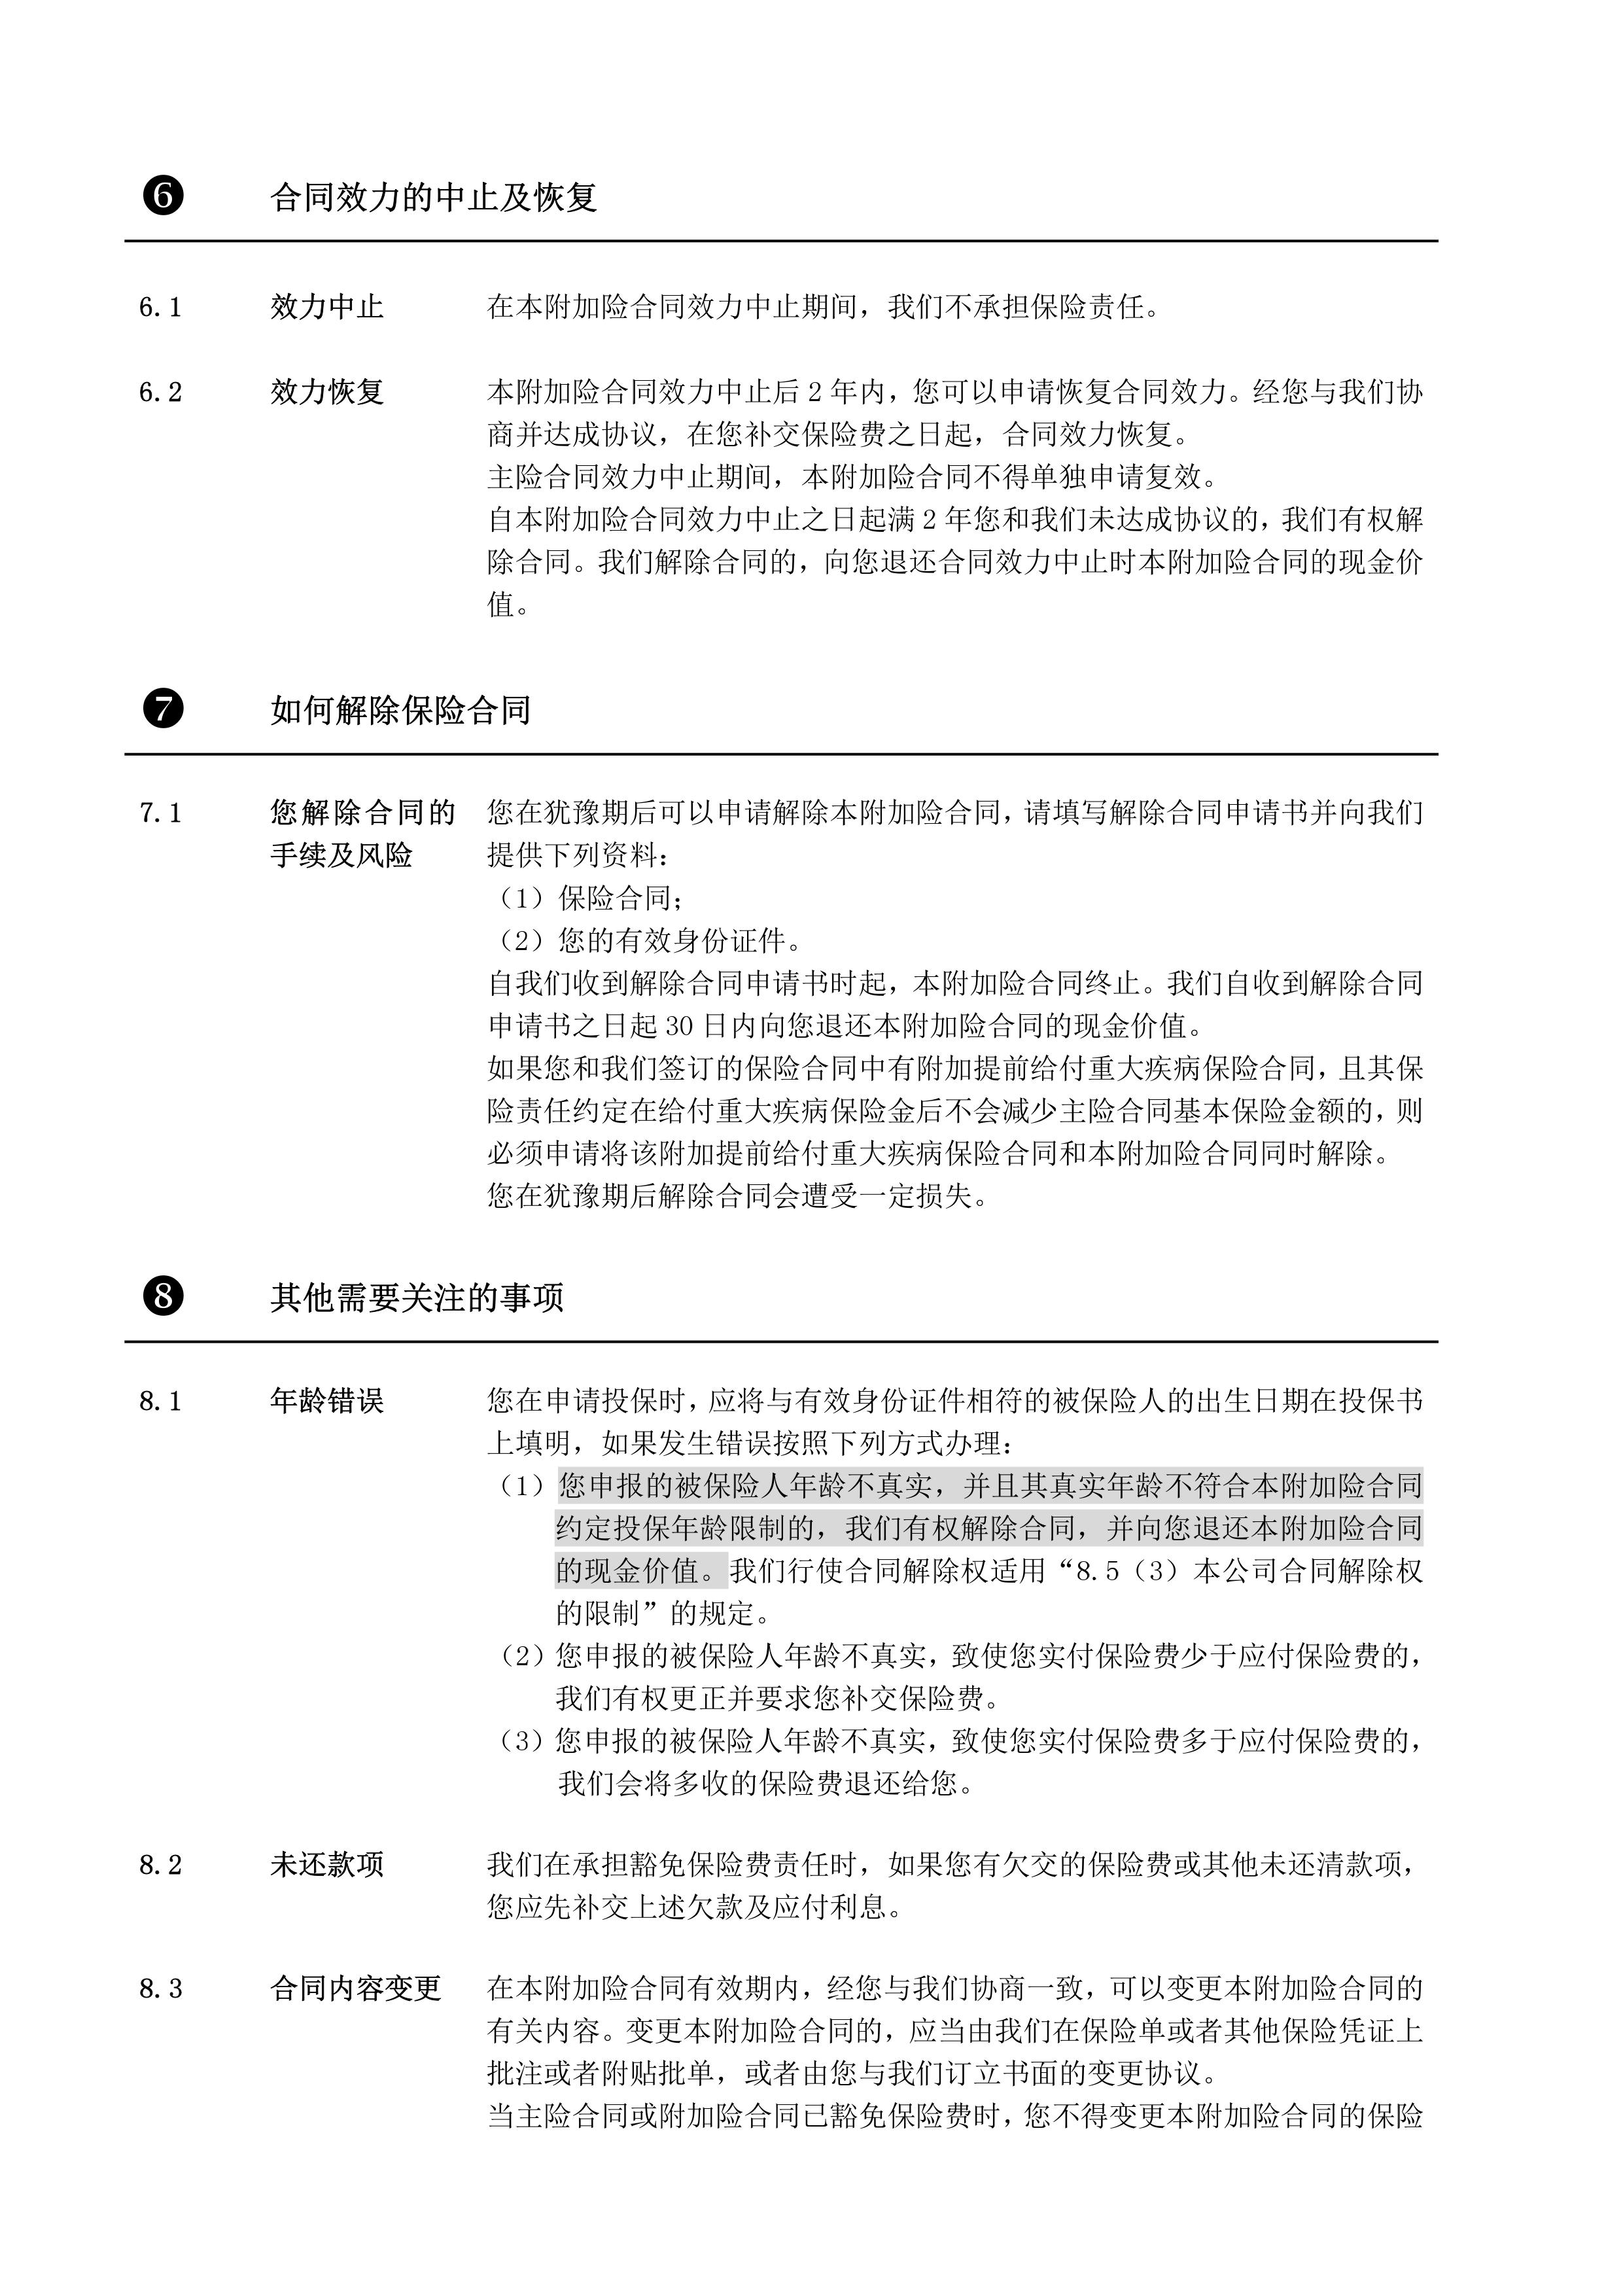 ❻ 合同效力的中止及恢复
6.1 效力中止 在本附加险合同效力中止期间，我们不承担保险责任。
6.2 效力恢复 本附加险合同效力中止后 2 年内，您可以申请恢复合同效力。经您与我们协
商并达成协议，在您补交保险费之日起，合同效力恢复。
主险合同效力中止期间，本附加险合同不得单独申请复效。
自本附加险合同效力中止之日起满 2 年您和我们未达成协议的，我们有权解
除合同。我们解除合同的，向您退还合同效力中止时本附加险合同的现金价
值。
❼ 如何解除保险合同
7.1 您解除合同的 您在犹豫期后可以申请解除本附加险合同，请填写解除合同申请书并向我们
手续及风险 提供下列资料：
（1）保险合同；
（2）您的有效身份证件。
自我们收到解除合同申请书时起，本附加险合同终止。我们自收到解除合同
申请书之日起 30 日内向您退还本附加险合同的现金价值。
如果您和我们签订的保险合同中有附加提前给付重大疾病保险合同，且其保
险责任约定在给付重大疾病保险金后不会减少主险合同基本保险金额的，则
必须申请将该附加提前给付重大疾病保险合同和本附加险合同同时解除。
您在犹豫期后解除合同会遭受一定损失。
❽ 其他需要关注的事项
8.1 年龄错误 您在申请投保时，应将与有效身份证件相符的被保险人的出生日期在投保书
上填明，如果发生错误按照下列方式办理：
（1）您申报的被保险人年龄不真实，并且其真实年龄不符合本附加险合同
约定投保年龄限制的，我们有权解除合同，并向您退还本附加险合同
的现金价值。我们行使合同解除权适用“8.5（3）本公司合同解除权
的限制”的规定。
（2）您申报的被保险人年龄不真实，致使您实付保险费少于应付保险费的，
我们有权更正并要求您补交保险费。
（3）您申报的被保险人年龄不真实，致使您实付保险费多于应付保险费的，
我们会将多收的保险费退还给您。
8.2 未还款项 我们在承担豁免保险费责任时，如果您有欠交的保险费或其他未还清款项，
您应先补交上述欠款及应付利息。
8.3 合同内容变更 在本附加险合同有效期内，经您与我们协商一致，可以变更本附加险合同的
有关内容。变更本附加险合同的，应当由我们在保险单或者其他保险凭证上
批注或者附贴批单，或者由您与我们订立书面的变更协议。
当主险合同或附加险合同已豁免保险费时，您不得变更本附加险合同的保险